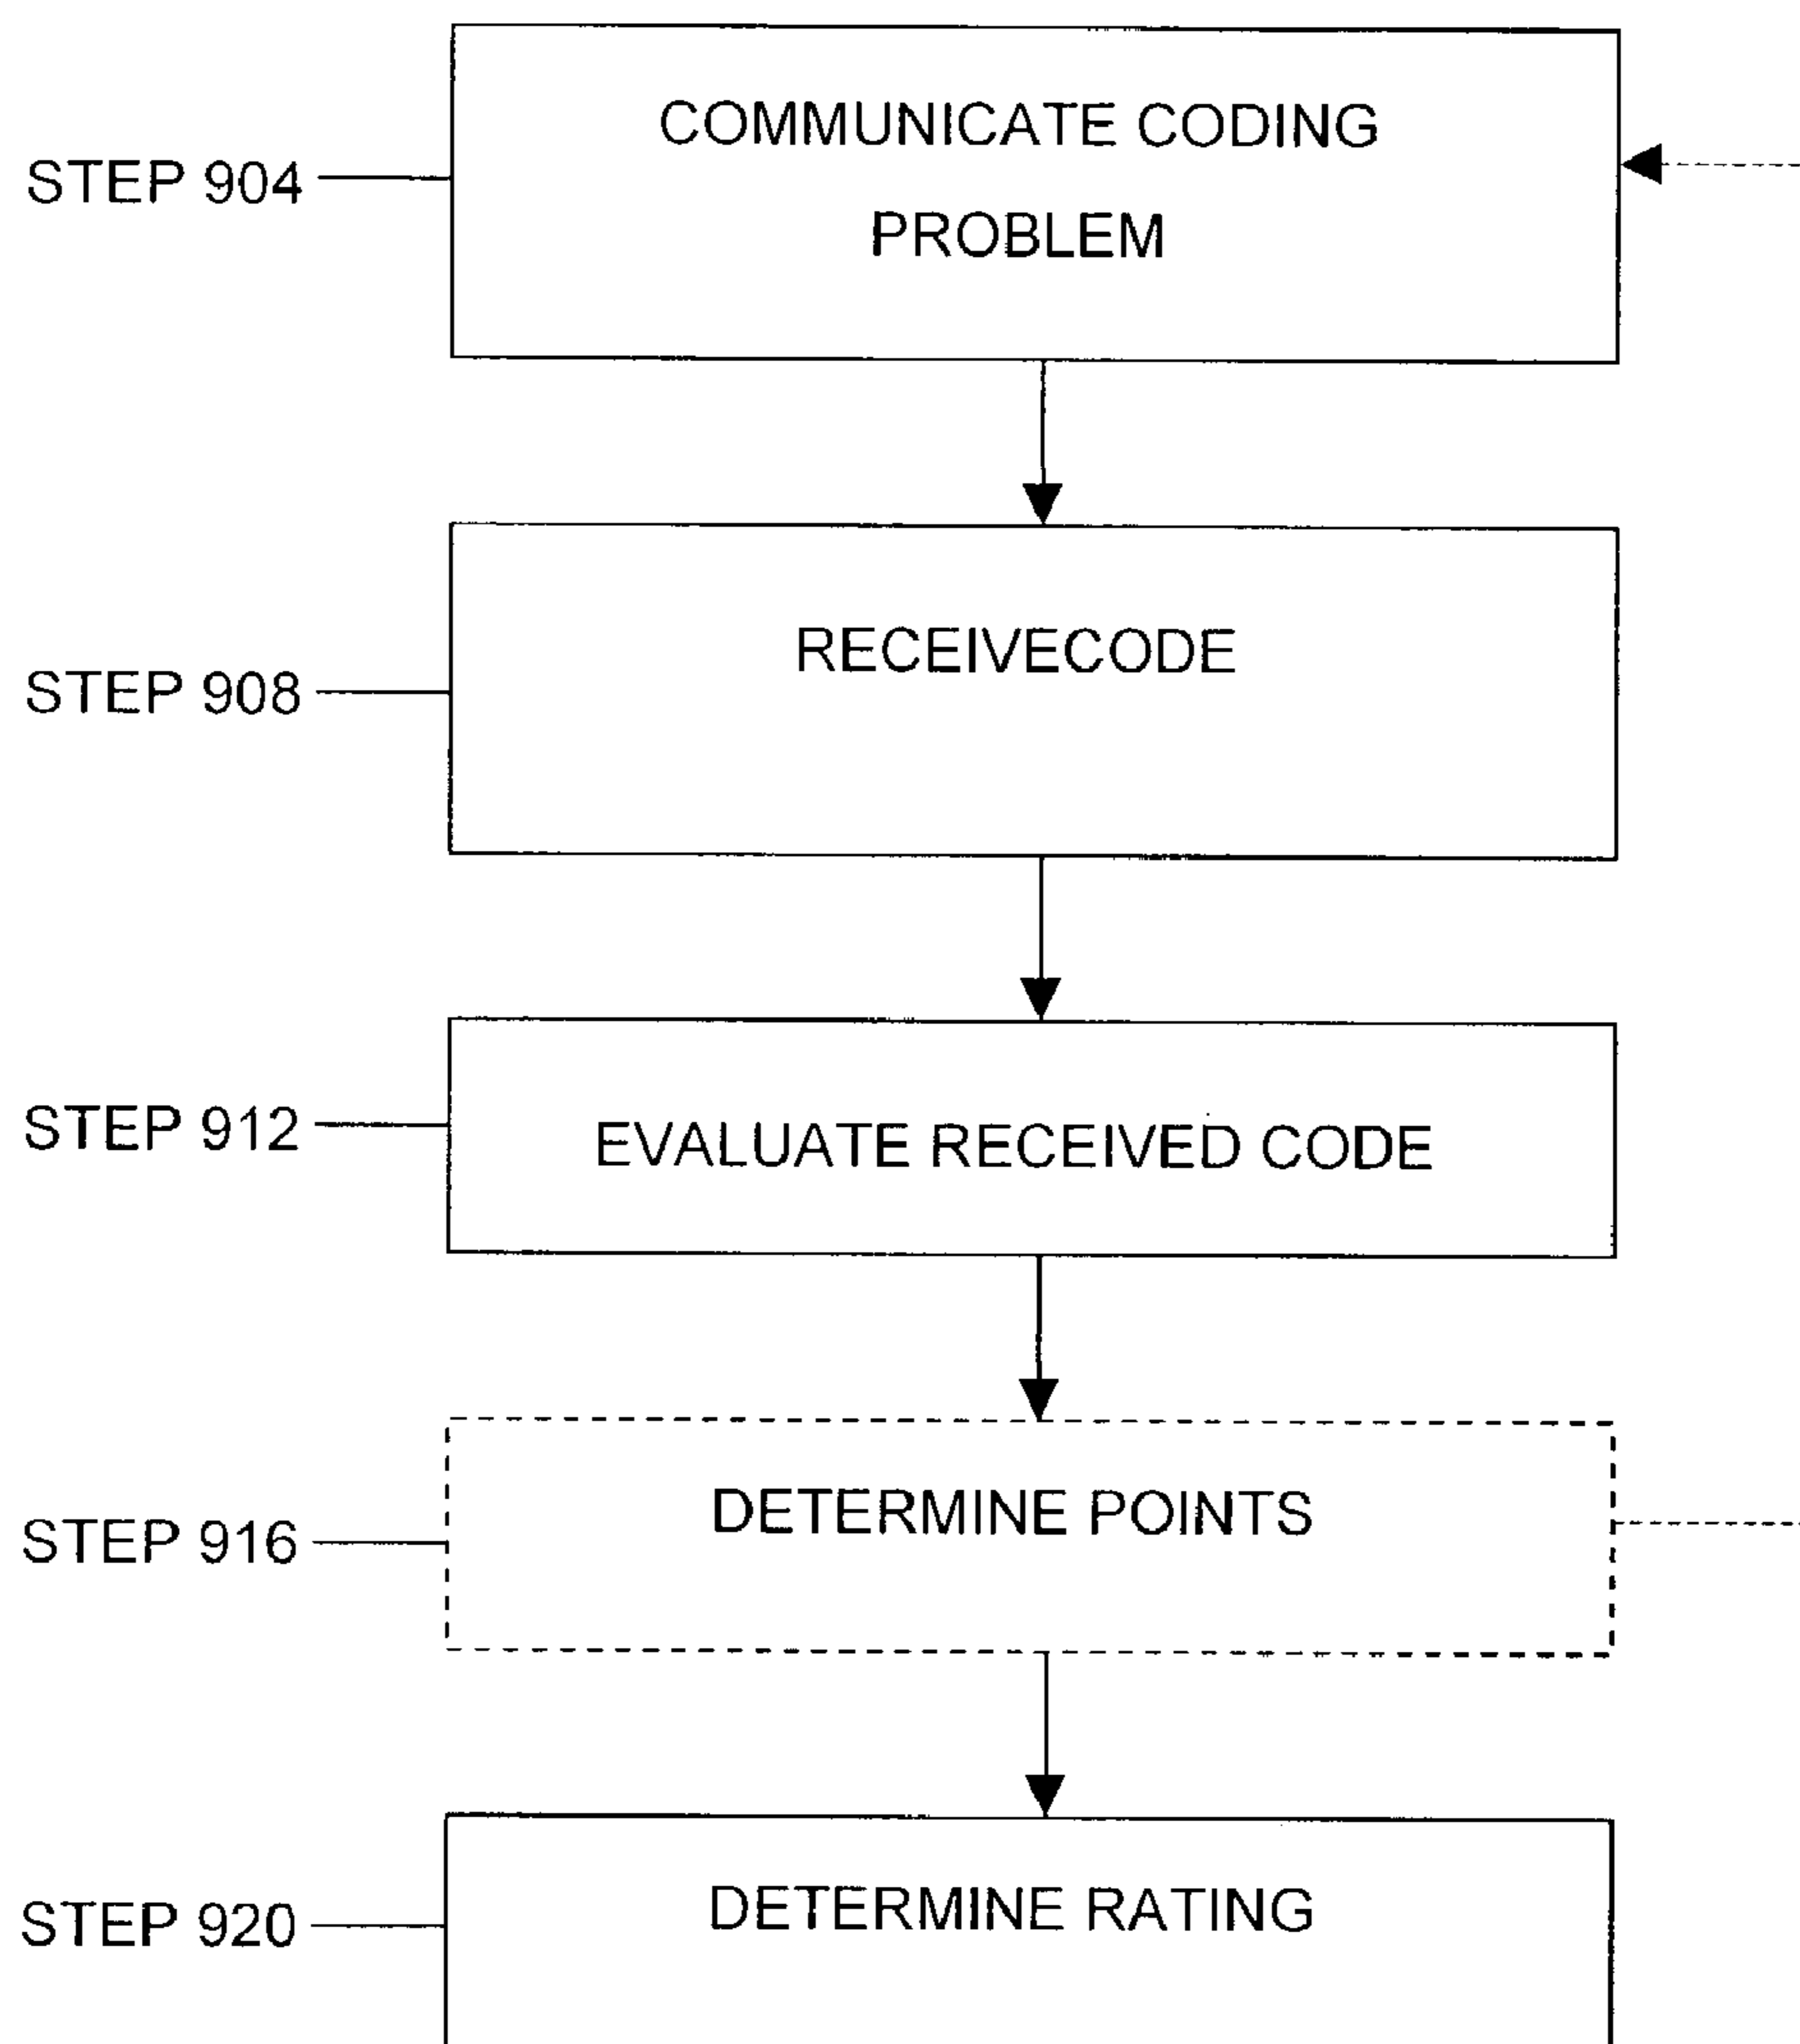 STEP 904
COMMUNICATE CODING
PROBLEM
STEP 908
RECEIVECODE
STEP 912
EVALUATE RECEIVED CODE
STEP 916
DETERMINE POINTS
STEP 920
DETERMINE RATING